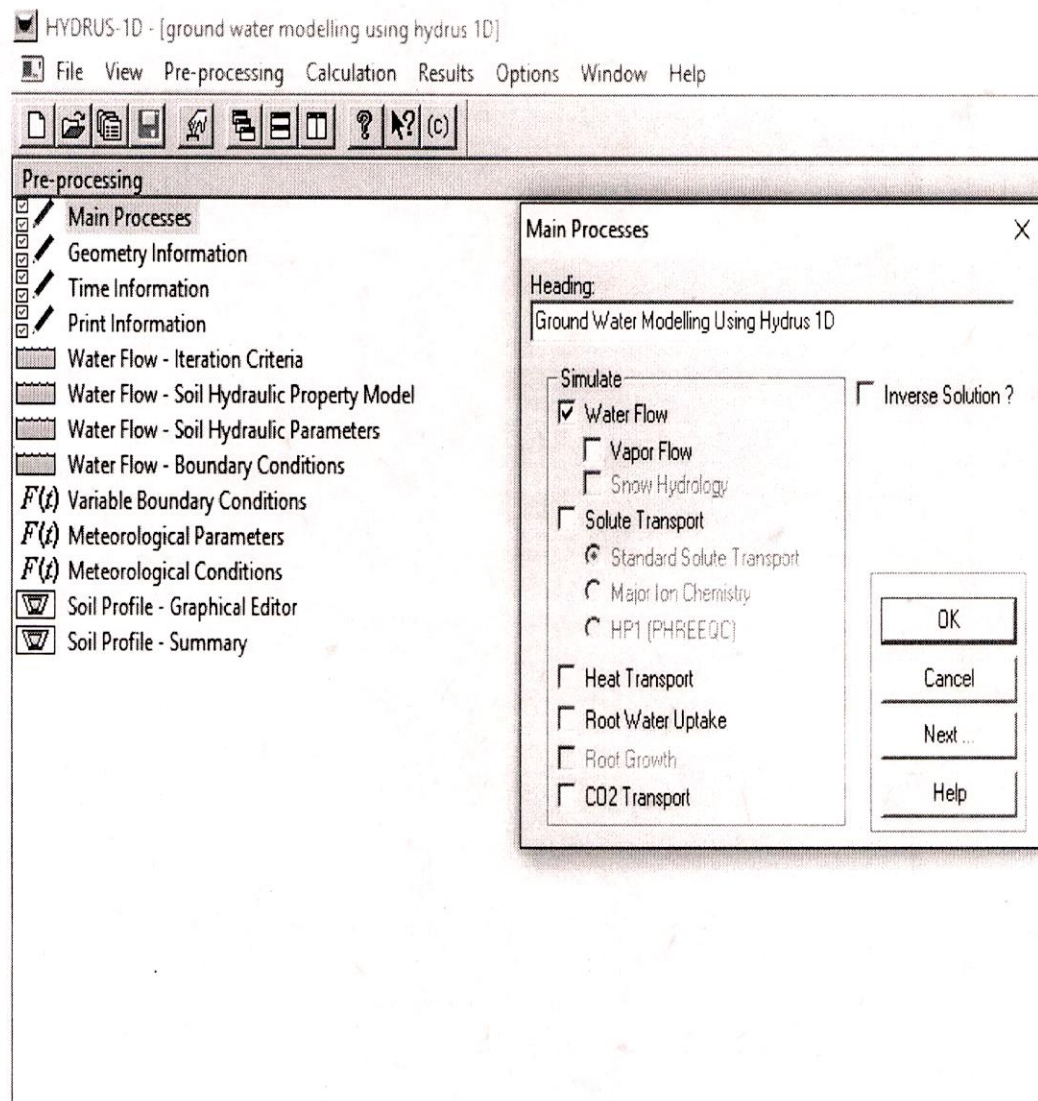 HYDRUS-1D - [ground water modelling using hydrus 1D]
File View Pre-processing Calculation Results Options Window Help
(c)
Pre-processing
Main Processes
Geometry Information
Time Information
Print Information
Water Flow - Iteration Criteria
Water Flow - Soil Hydraulic Property Model
Water Flow - Soil Hydraulic Parameters
Water Flow - Boundary Conditions
F(t) Variable Boundary Conditions
F(t) Meteorological Parameters
F(t) Meteorological Conditions
Soil Profile - Graphical Editor
Soil Profile - Summary
Main Processes
Heading:
Ground Water Modelling Using Hydrus 1D
Simulate
Water Flow
Vapor Flow
Snow Hydrology
Solute Transport
Standard Solute Transport
Major Ion Chemistry
HP1 (PHREEQC)
Heat Transport
Root Water Uptake
Root Growth
CO2 Transport
Inverse Solution ?
OK
Cancel
Next ...
Help